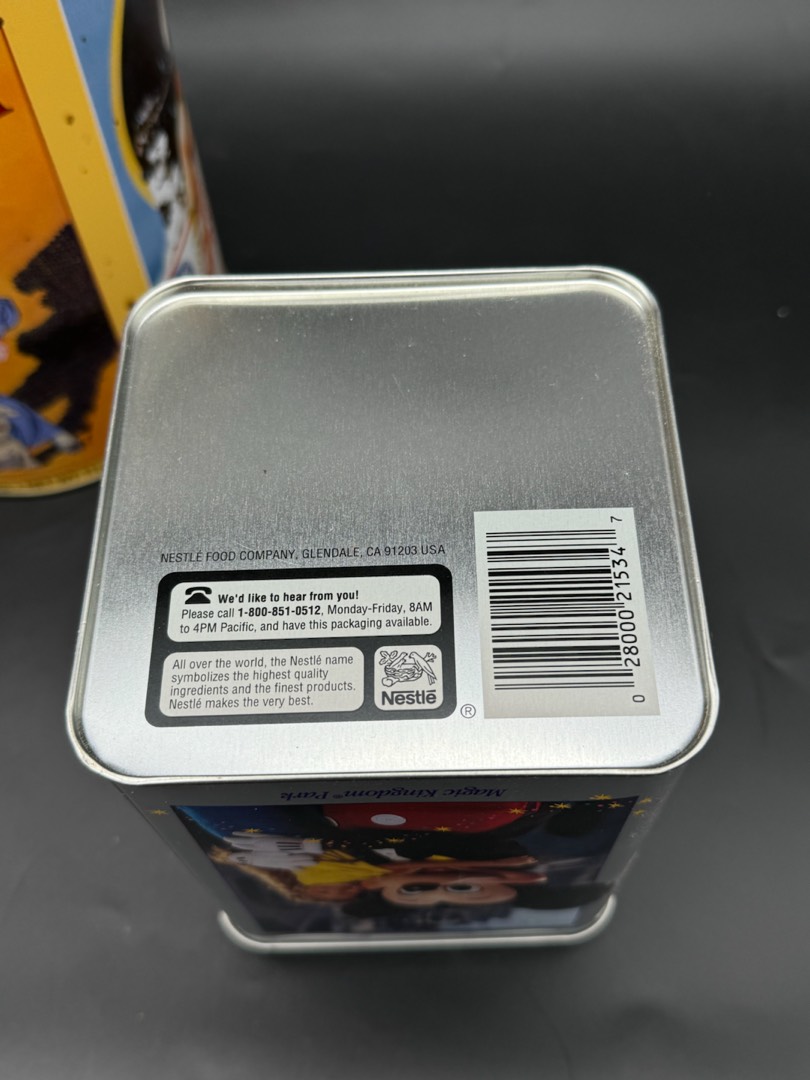 NESTLÉ FOOD COMPANY, GLENDALE, CA 91203 USA
We'd like to hear from you!
Please call 1-800-851-0512, Monday-Friday, 8AM
to 4PM Pacific, and have this packaging available.
All over the world, the Nestlé name
symbolizes the highest quality
ingredients and the finest products.
Nestlé makes the very best.
Nestlé
®
0 28000 21534 7
Magic Kingdom® Park